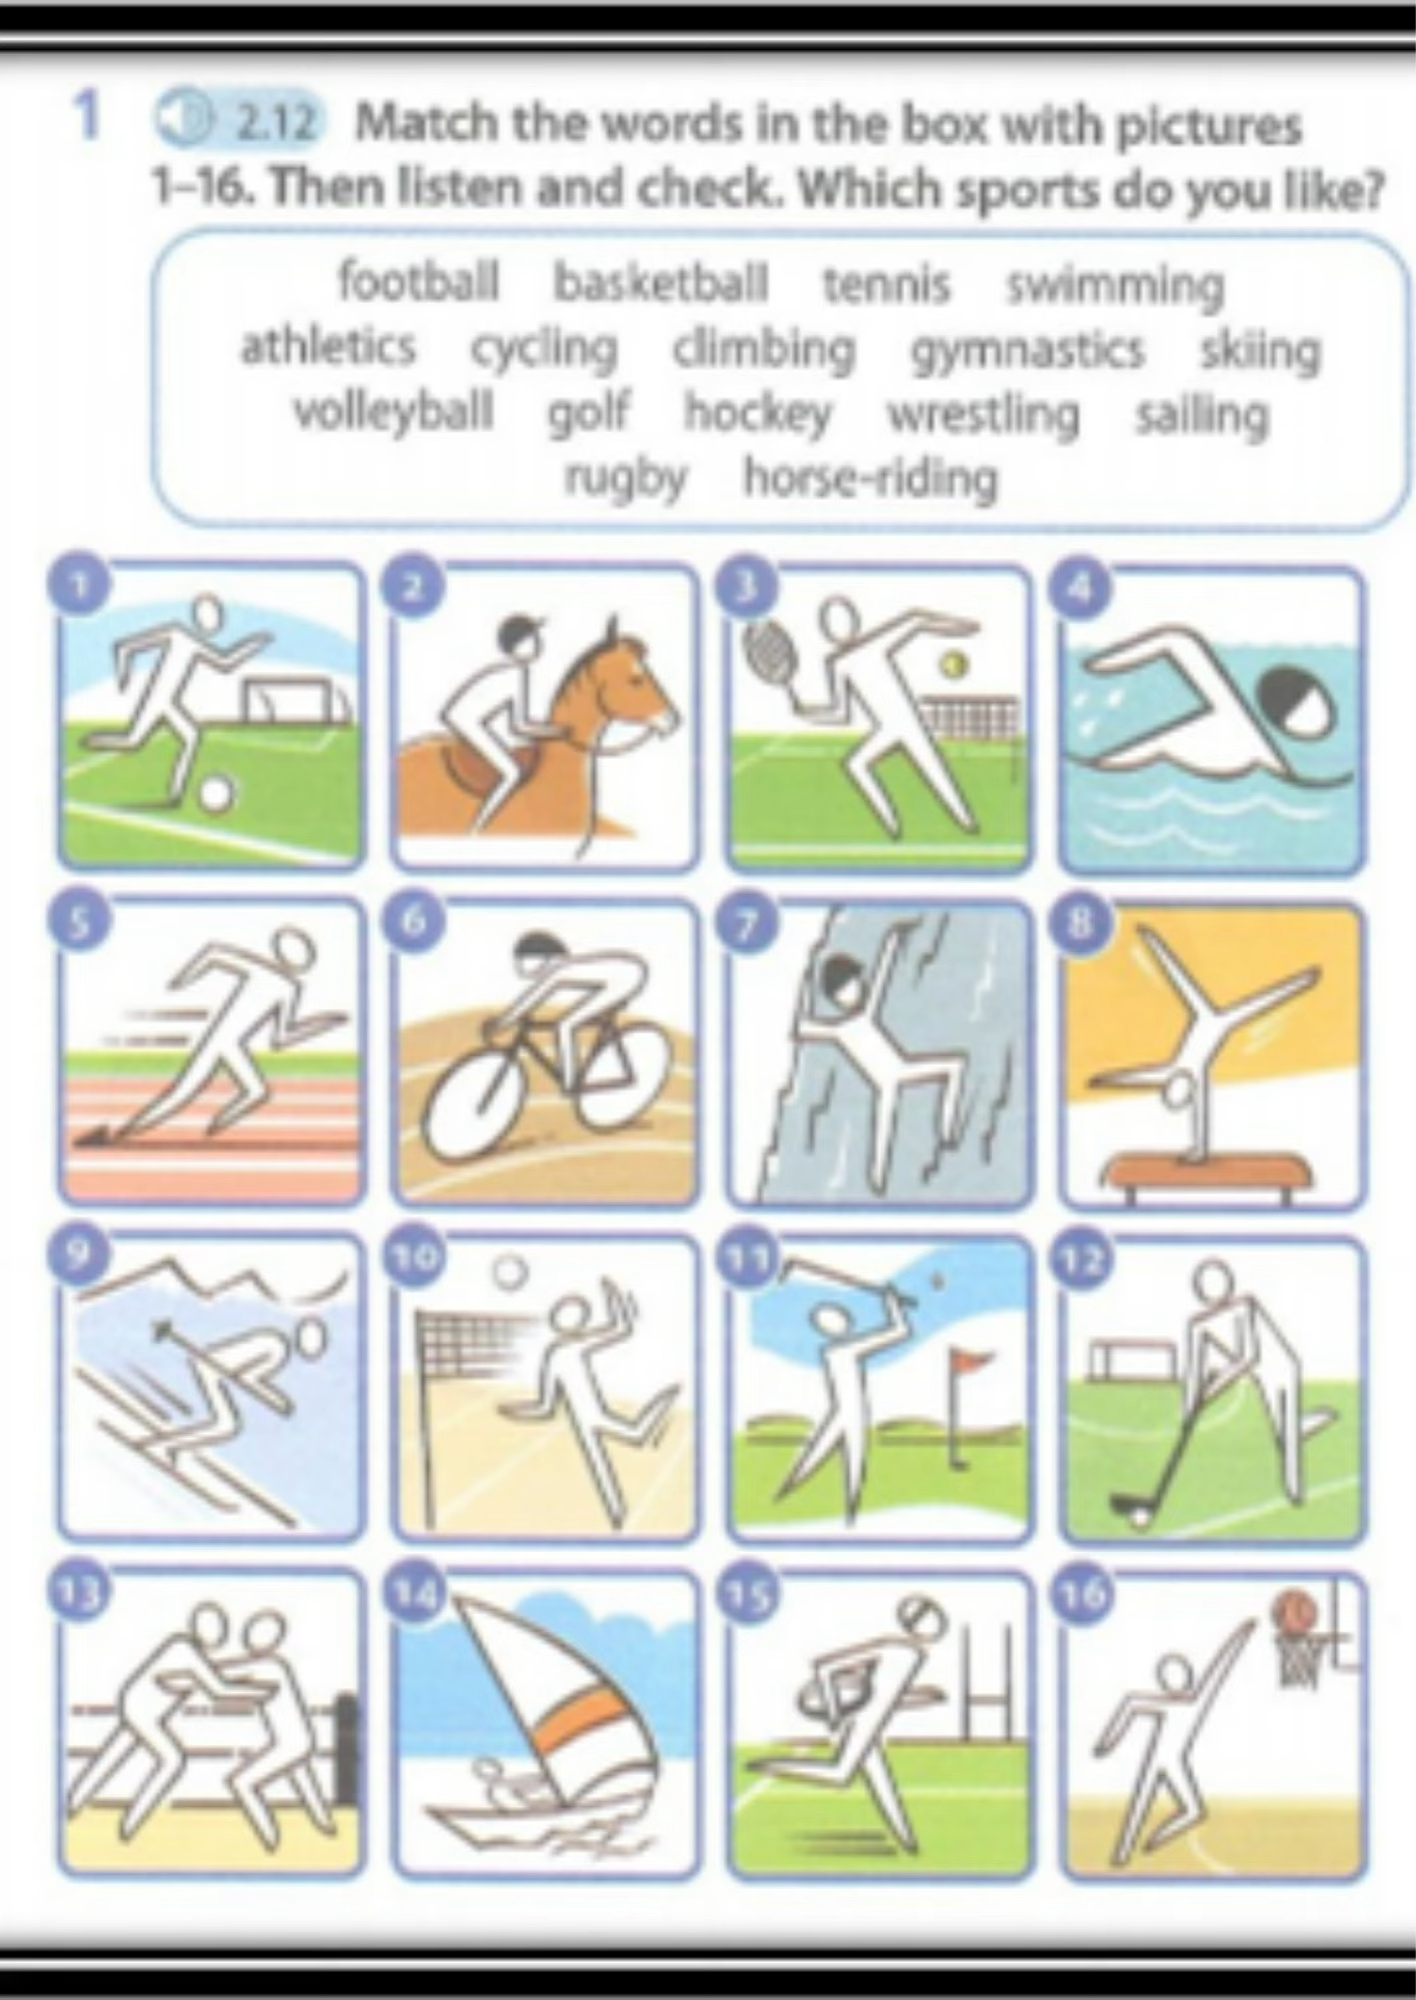 1 2.12 Match the words in the box with pictures
1–16. Then listen and check. Which sports do you like?
football basketball tennis swimming
athletics cycling climbing gymnastics skiing
volleyball golf hockey wrestling sailing
rugby horse-riding
1 2 3 4
5 6 7 8
9 10 11 12
13 14 15 16